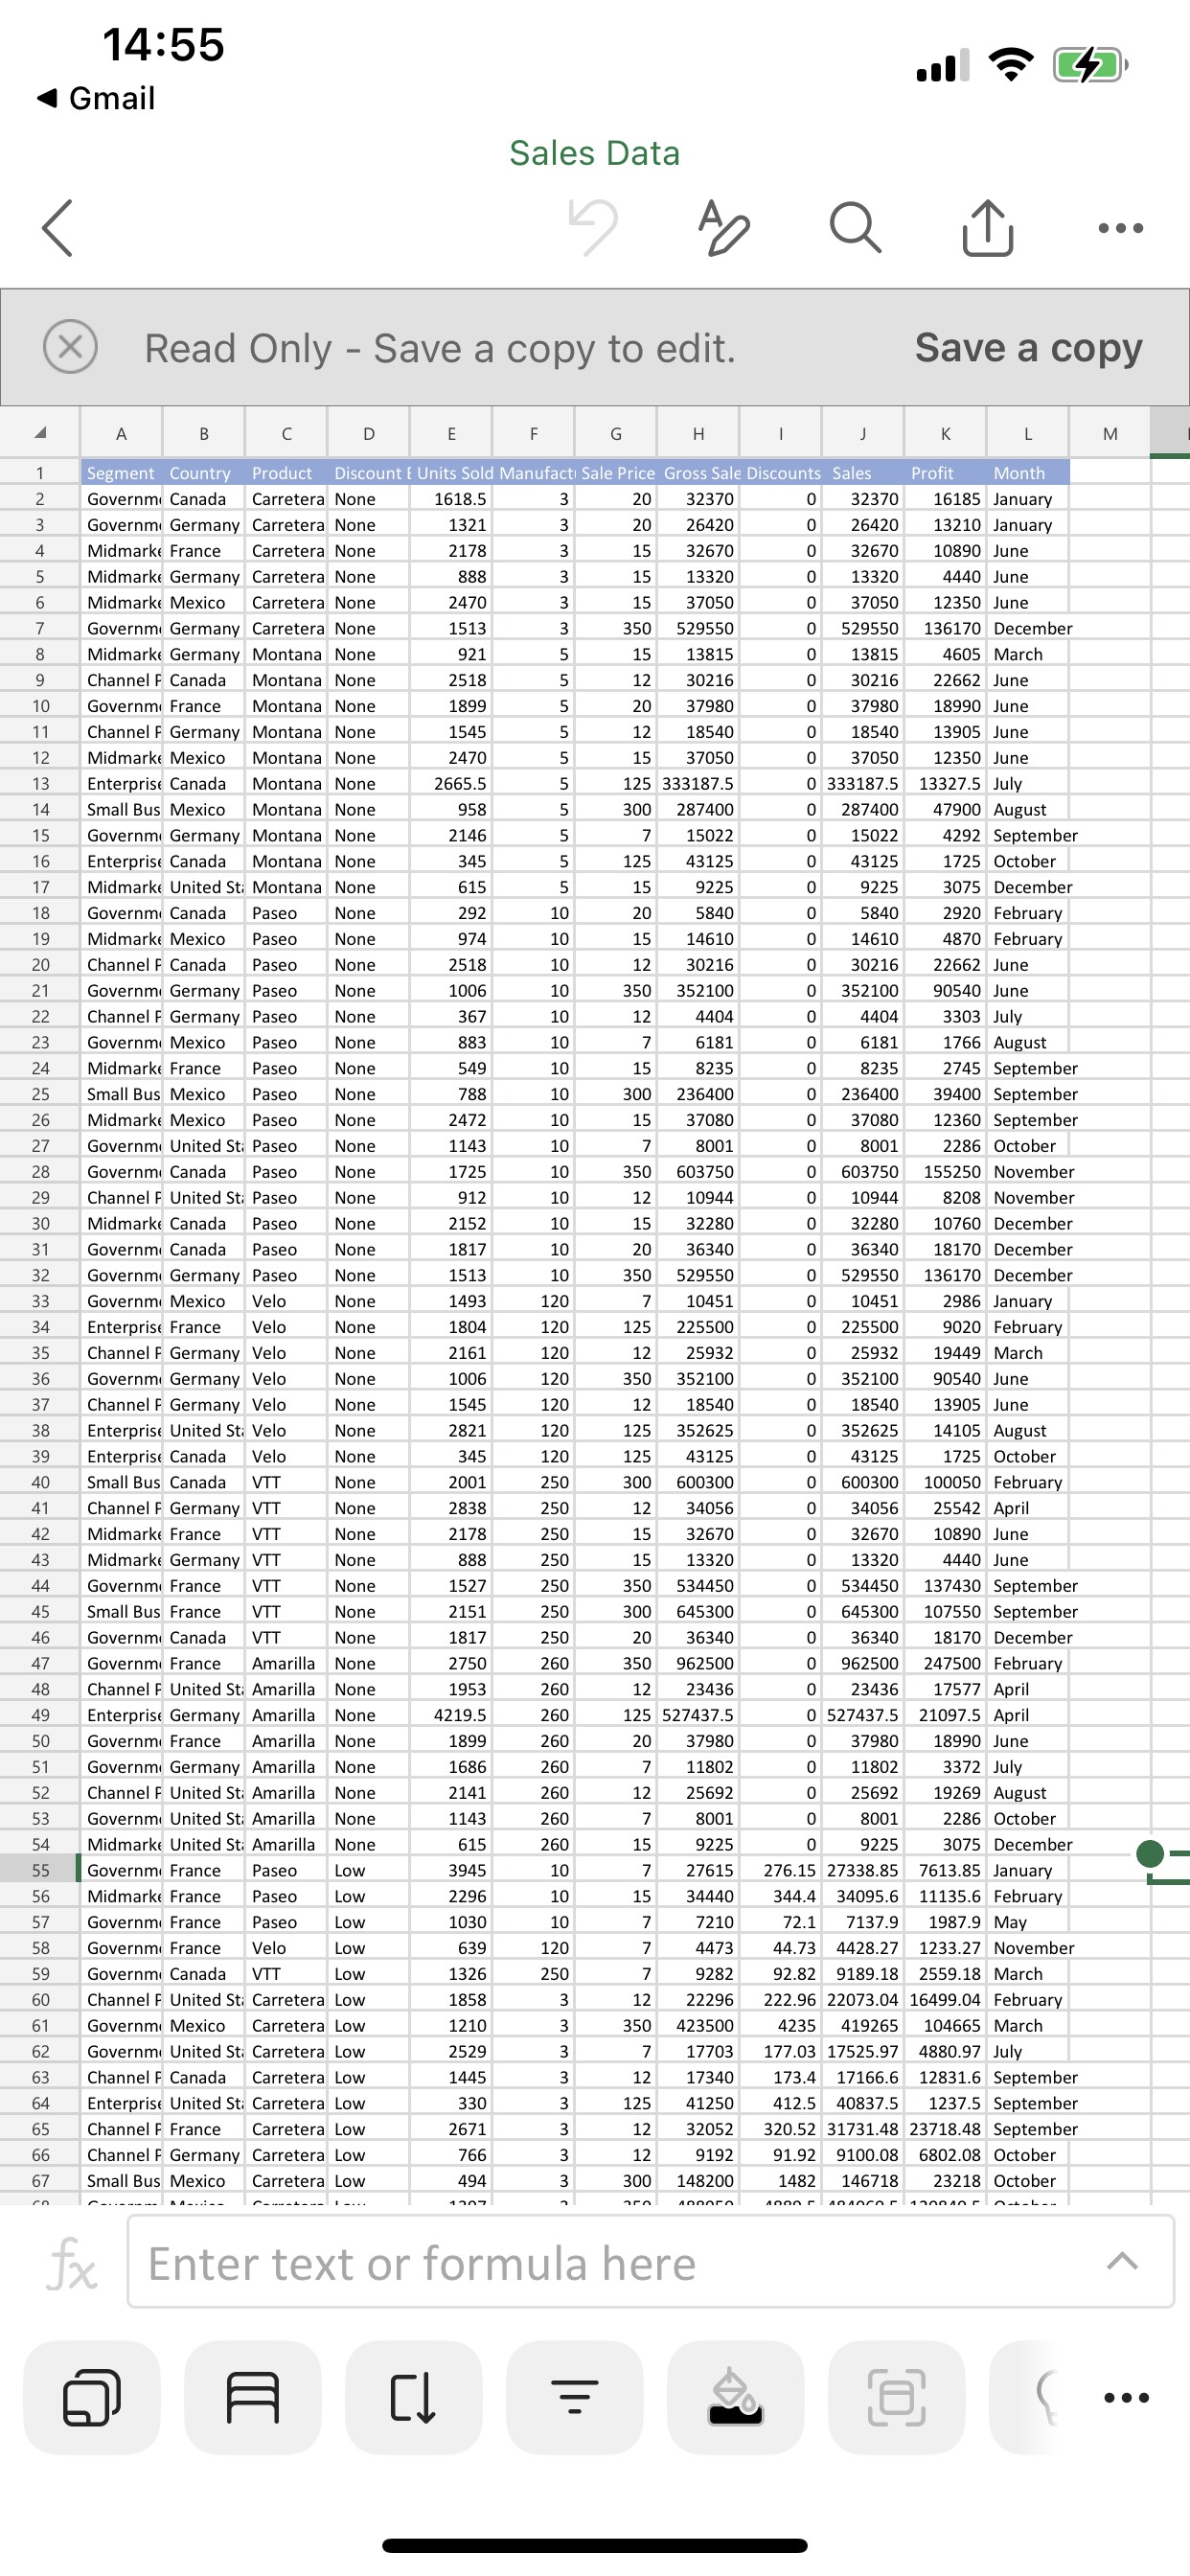 14:55
Gmail
Sales Data
Read Only - Save a copy to edit. Save a copy
A B C D E F G H I J K L M
1 Segment Country Product Discount Units Sold Manufact Sale Price Gross Sale Discounts Sales Profit Month
2 Governm Canada Carretera None 1618.5 3 20 32370 0 32370 16185 January
3 Governm Germany Carretera None 1321 3 20 26420 0 26420 13210 January
4 Midmark France Carretera None 2178 3 15 32670 0 32670 10890 June
5 Midmark Germany Carretera None 888 3 15 13320 0 13320 4440 June
6 Midmark Mexico Carretera None 2470 3 15 37050 0 37050 12350 June
7 Governm Germany Carretera None 1513 3 350 529550 0 529550 136170 December
8 Midmark Germany Montana None 921 5 15 13815 0 13815 4605 March
9 Channel P Canada Montana None 2518 5 12 30216 0 30216 22662 June
10 Governm France Montana None 1899 5 20 37980 0 37980 18990 June
11 Channel P Germany Montana None 1545 5 12 18540 0 18540 13905 June
12 Midmark Mexico Montana None 2470 5 15 37050 0 37050 12350 June
13 Enterprise Canada Montana None 2665.5 5 125 333187.5 0 333187.5 13327.5 July
14 Small Bus Mexico Montana None 958 5 300 287400 0 287400 47900 August
15 Governm Germany Montana None 2146 5 7 15022 0 15022 4292 September
16 Enterprise Canada Montana None 345 5 125 43125 0 43125 1725 October
17 Midmark United St Montana None 615 5 15 9225 0 9225 3075 December
18 Governm Canada Paseo None 292 10 20 5840 0 5840 2920 February
19 Midmark Mexico Paseo None 974 10 15 14610 0 14610 4870 February
20 Channel P Canada Paseo None 2518 10 12 30216 0 30216 22662 June
21 Governm Germany Paseo None 1006 10 350 352100 0 352100 90540 June
22 Channel P Germany Paseo None 367 10 12 4404 0 4404 3303 July
23 Governm Mexico Paseo None 883 10 7 6181 0 6181 1766 August
24 Midmark France Paseo None 549 10 15 8235 0 8235 2745 September
25 Small Bus Mexico Paseo None 788 10 300 236400 0 236400 39400 September
26 Midmark Mexico Paseo None 2472 10 15 37080 0 37080 12360 September
27 Governm United St Paseo None 1143 10 7 8001 0 8001 2286 October
28 Governm Canada Paseo None 1725 10 350 603750 0 603750 155250 November
29 Channel P United St Paseo None 912 10 12 10944 0 10944 8208 November
30 Midmark Canada Paseo None 2152 10 15 32280 0 32280 10760 December
31 Governm Canada Paseo None 1817 10 20 36340 0 36340 18170 December
32 Governm Germany Paseo None 1513 10 350 529550 0 529550 136170 December
33 Governm Mexico Velo None 1493 120 7 10451 0 10451 2986 January
34 Enterprise France Velo None 1804 120 125 225500 0 225500 9020 February
35 Channel P Germany Velo None 2161 120 12 25932 0 25932 19449 March
36 Governm Germany Velo None 1006 120 350 352100 0 352100 90540 June
37 Channel P Germany Velo None 1545 120 12 18540 0 18540 13905 June
38 Enterprise United St Velo None 2821 120 125 352625 0 352625 14105 August
39 Enterprise Canada Velo None 345 120 125 43125 0 43125 1725 October
40 Small Bus Canada VTT None 2001 250 300 600300 0 600300 100050 February
41 Channel P Germany VTT None 2838 250 12 34056 0 34056 25542 April
42 Midmark France VTT None 2178 250 15 32670 0 32670 10890 June
43 Midmark Germany VTT None 888 250 15 13320 0 13320 4440 June
44 Governm France VTT None 1527 250 350 534450 0 534450 137430 September
45 Small Bus France VTT None 2151 250 300 645300 0 645300 107550 September
46 Governm Canada VTT None 1817 250 20 36340 0 36340 18170 December
47 Governm France Amarilla None 2750 260 350 962500 0 962500 247500 February
48 Channel P United St Amarilla None 1953 260 12 23436 0 23436 17577 April
49 Enterprise Germany Amarilla None 4219.5 260 125 527437.5 0 527437.5 21097.5 April
50 Governm France Amarilla None 1899 260 20 37980 0 37980 18990 June
51 Governm Germany Amarilla None 1686 260 7 11802 0 11802 3372 July
52 Channel P United St Amarilla None 2141 260 12 25692 0 25692 19269 August
53 Governm United St Amarilla None 1143 260 7 8001 0 8001 2286 October
54 Midmark United St Amarilla None 615 260 15 9225 0 9225 3075 December
55 Governm France Paseo Low 3945 10 7 27615 276.15 27338.85 7613.85 January
56 Midmark France Paseo Low 2296 10 15 34440 344.4 34095.6 11135.6 February
57 Governm France Paseo Low 1030 10 7 7210 72.1 7137.9 1987.9 May
58 Governm France Velo Low 639 120 7 4473 44.73 4428.27 1233.27 November
59 Governm Canada VTT Low 1326 250 7 9282 92.82 9189.18 2559.18 March
60 Channel P United St Carretera Low 1858 3 12 22296 222.96 22073.04 16499.04 February
61 Governm Mexico Carretera Low 1210 3 350 423500 4235 419265 104665 March
62 Governm United St Carretera Low 2529 3 7 17703 177.03 17525.97 4880.97 July
63 Channel P Canada Carretera Low 1445 3 12 17340 173.4 17166.6 12831.6 September
64 Enterprise United St Carretera Low 330 3 125 41250 412.5 40837.5 1237.5 September
65 Channel P France Carretera Low 2671 3 12 32052 320.52 31731.48 23718.48 September
66 Channel P Germany Carretera Low 766 3 12 9192 91.92 9100.08 6802.08 October
67 Small Bus Mexico Carretera Low 494 3 300 148200 1482 146718 23218 October
fx Enter text or formula here